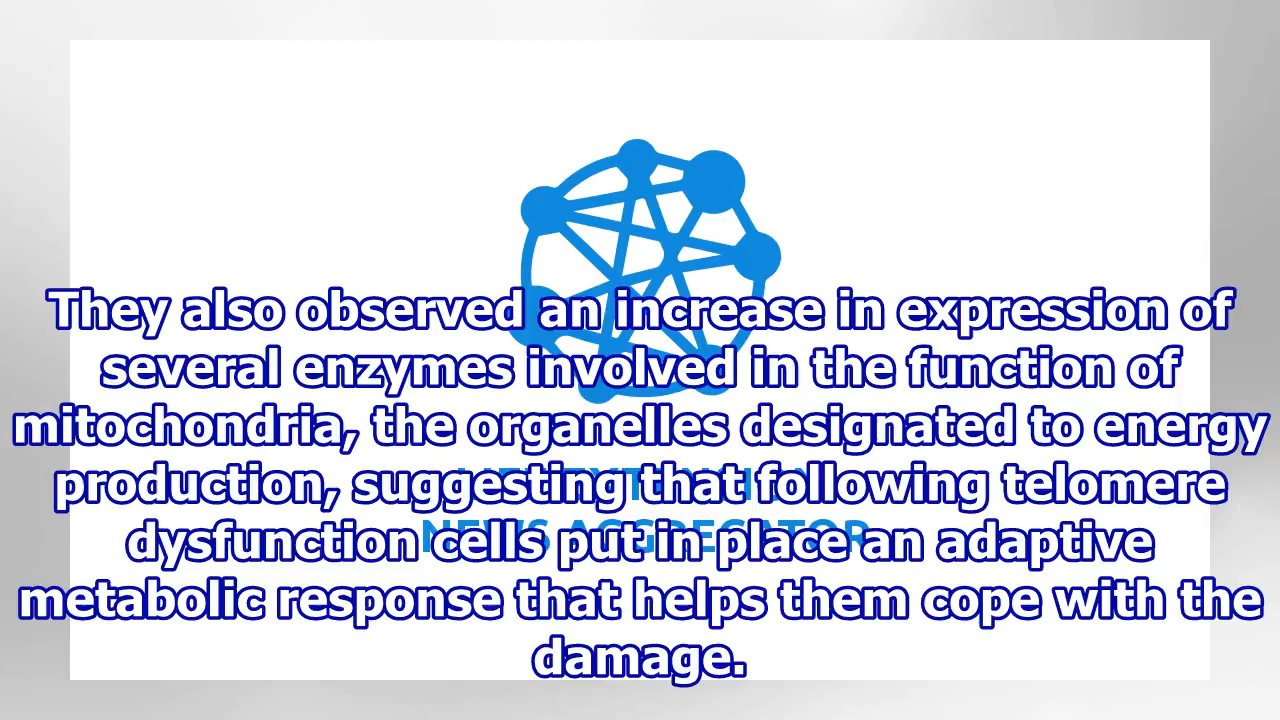 They also observed an increase in expression of
several enzymes involved in the function of
mitochondria, the organelles designated to energy
production, suggesting that following telomere
dysfunction cells put in place an adaptive
metabolic response that helps them cope with the
damage.
NEWS AGGREGATOR